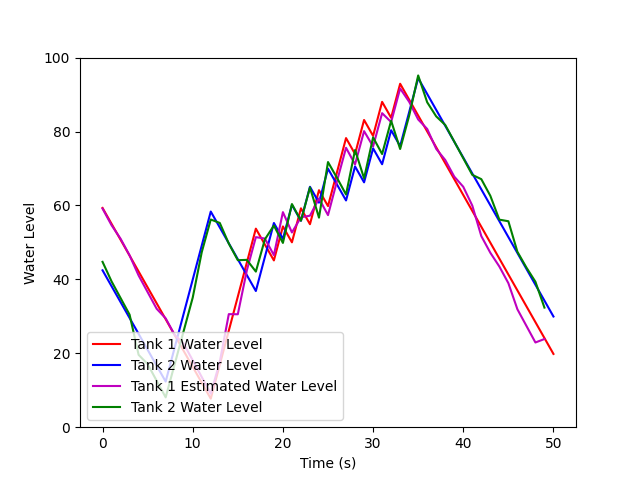 100
80
60
40
20
0
Water Level
Tank 1 Water Level
Tank 2 Water Level
Tank 1 Estimated Water Level
Tank 2 Water Level
0 10 20 30 40 50
Time (s)